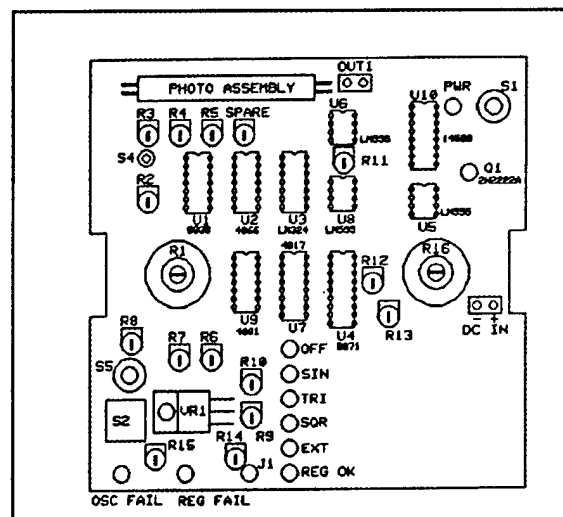 OUT1
PHOTO ASSEMBLY
U10 PWR S1
R3 R4 R5 SPARE U6
LM556
S4 R11
R2 Q1
2N2222A
U1 U2 U3 U8 LM555
8038 4066 LM324 LM555 U5
R1 4017 R16
R12
U9 U7 U4 R13
4001
- +
DC IN
R8
R7 R6 OFF
S5 R10 SIN
TRI
S2 VR1 R9 SQR
R15 R14 EXT
J1 REG OK
OSC FAIL REG FAIL